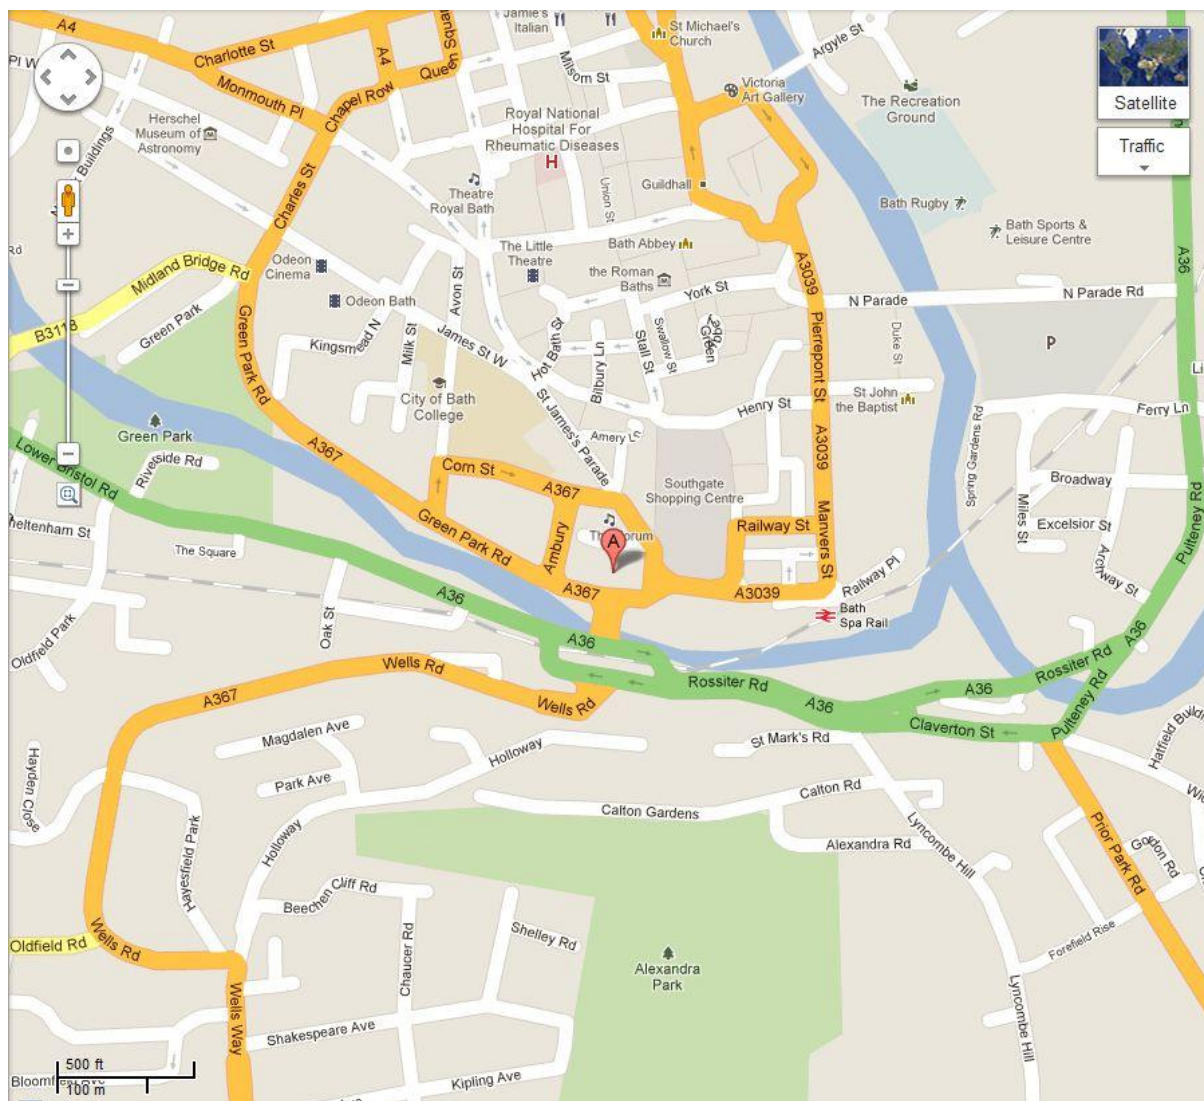 A4
Charlotte St
A4
Queen Square
Jamie's
Italian
St Michael's
Church
Argyle St
Milsom St
Monmouth Pl
Chapel Row
Victoria
Art Gallery
The Recreation
Ground
Satellite
Traffic
Herschel
Museum of
Astronomy
Royal National
Hospital For
Rheumatic Diseases
H
Buildings
Charles St
Theatre
Royal Bath
Union St
Guildhall
Bath Rugby
Bath Sports &
Leisure Centre
Rd
Midland Bridge Rd
Odeon
Cinema
The Little
Theatre
Bath Abbey
A3039
A36
the Roman
Baths
York St
N Parade
N Parade Rd
Odeon Bath
Avon St
B3118
Green Park
Green Park Rd
Kingsmead N
Milk St
James St W
Hot Bath St
Bilbury Ln
Stall St
Swallow St
Abbey Green
Pierrepont St
Duke St
P
City of Bath
College
St James's Parade
Henry St
St John
the Baptist
Spring Gardens Rd
Ferry Ln
Green Park
Amery Ln
A367
A3039
Lower Bristol Rd
Riverside Rd
Corn St
A367
Southgate
Shopping Centre
Broadway
Manvers St
Miles St
Excelsior St
Pulteney Rd
Cheltenham St
The Square
Green Park Rd
Ambury
The Forum
A
Railway St
Archway St
Railway Pl
A36
A367
A3039
Bath
Spa Rail
Oldfield Park
Oak St
A36
A36
Wells Rd
Rossiter Rd
Rossiter Rd
A36
A367
Wells Rd
A36
Claverton St
Pulteney Rd
Magdalen Ave
Holloway
St Mark's Rd
Hayden Close
Park Ave
Calton Rd
Calton Gardens
Hayesfield Park
Holloway
Alexandra Rd
Lyncombe Hill
Prior Park Rd
Gordon Rd
Beechen Cliff Rd
Oldfield Rd
Wells Rd
Chaucer Rd
Shelley Rd
Forefield Rise
Alexandra
Park
Lyncombe Hill
Wells Way
Shakespeare Ave
500 ft
100 m
Kipling Ave